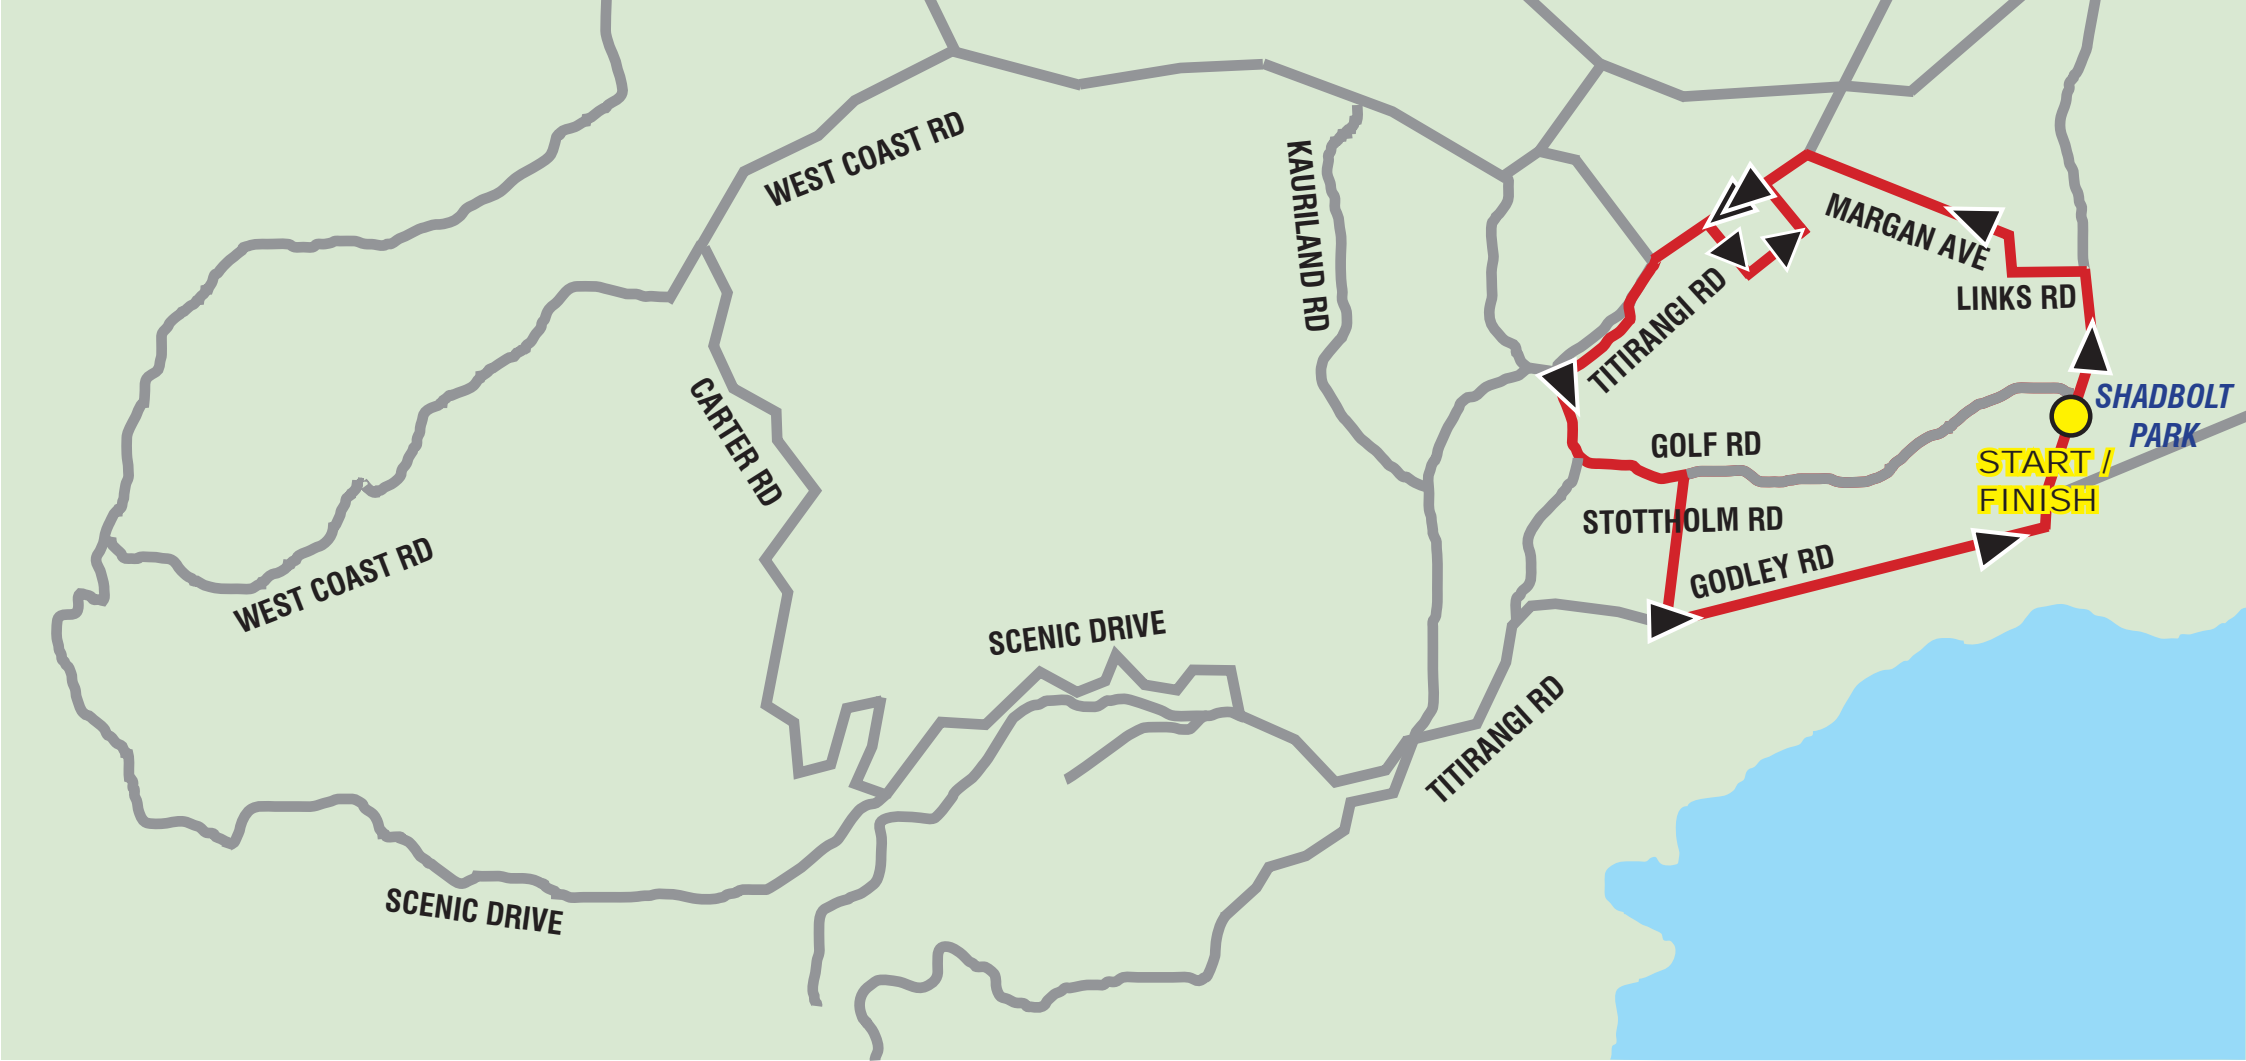 WEST COAST RD
KAURILAND RD
MARGAN AVE
LINKS RD
TITIRANGI RD
CARTER RD
SHADBOLT
PARK
GOLF RD
START /
FINISH
STOTTHOLM RD
GODLEY RD
WEST COAST RD
SCENIC DRIVE
TITIRANGI RD
SCENIC DRIVE